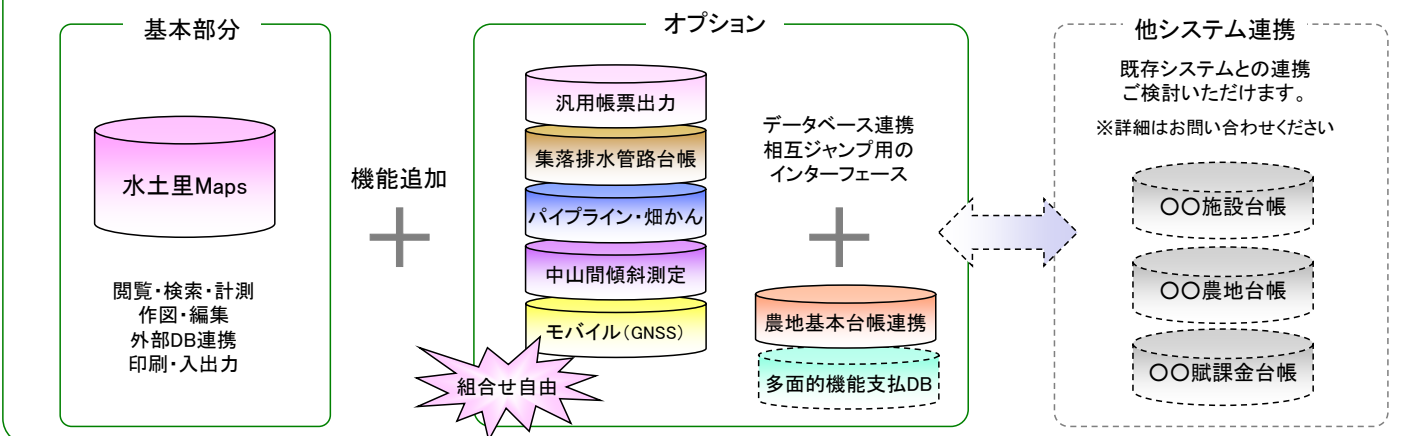 基本部分
水土里Maps
閲覧・検索・計測
作図・編集
外部DB連携
印刷・入出力
機能追加
オプション
汎用帳票出力
集落排水管路台帳
パイプライン・畑かん
中山間傾斜測定
モバイル（GNSS）
組合せ自由
データベース連携
相互ジャンプ用の
インターフェース
農地基本台帳連携
多面的機能支払DB
他システム連携
既存システムとの連携
ご検討いただけます。
※詳細はお問い合わせください
〇〇施設台帳
〇〇農地台帳
〇〇賦課金台帳